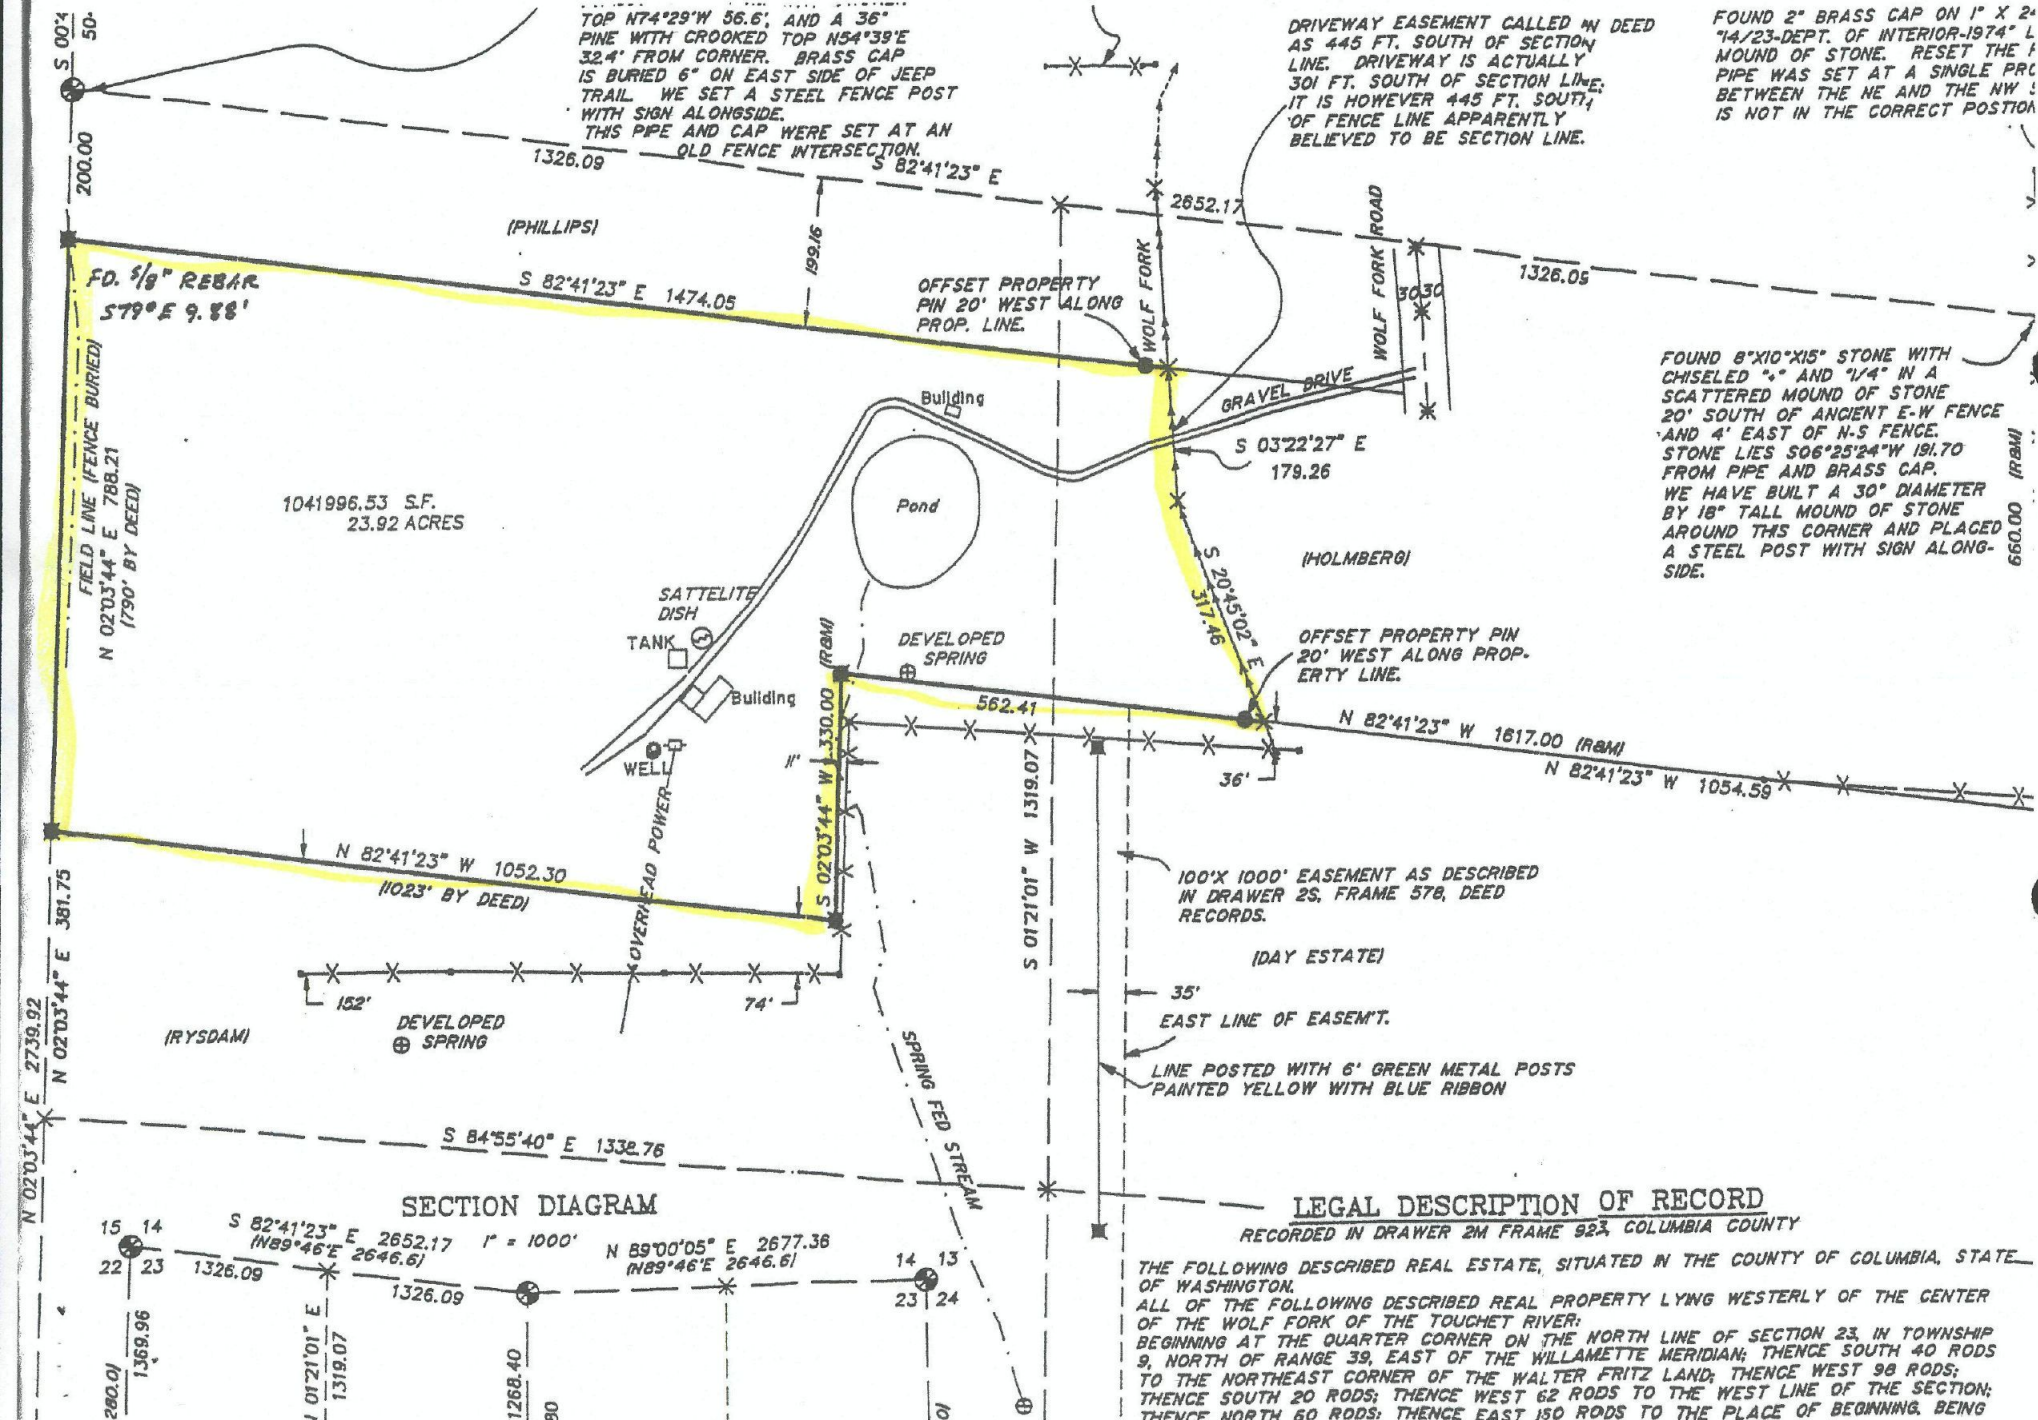 TOP N74°29'W 56.6', AND A 36"
PINE WITH CROOKED TOP N54°39'E
32.4' FROM CORNER. BRASS CAP
IS BURIED 6" ON EAST SIDE OF JEEP
TRAIL. WE SET A STEEL FENCE POST
WITH SIGN ALONGSIDE.
THIS PIPE AND CAP WERE SET AT AN
OLD FENCE INTERSECTION.
DRIVEWAY EASEMENT CALLED IN DEED
AS 445 FT. SOUTH OF SECTION
LINE. DRIVEWAY IS ACTUALLY
301 FT. SOUTH OF SECTION LINE.
IT IS HOWEVER 445 FT. SOUTH
OF FENCE LINE APPARENTLY
BELIEVED TO BE SECTION LINE.
FOUND 2" BRASS CAP ON 1" X
"14/23-DEPT. OF INTERIOR-1974"
MOUND OF STONE. RESET THE
PIPE WAS SET AT A SINGLE
BETWEEN THE NE AND THE NW
IS NOT IN THE CORRECT POSTION
200.00
1326.09
S 82°41'23" E
2652.17
1326.09
(PHILLIPS)
199.16
WOLF FORK
WOLF FORK ROAD
30 30
FD. 5/8" REBAR
S79°E 9.88'
S 82°41'23" E 1474.05
OFFSET PROPERTY
PIN 20' WEST ALONG
PROP. LINE.
GRAVEL DRIVE
FOUND 8"X10"X15" STONE WITH
CHISELED "+" AND "1/4" IN A
SCATTERED MOUND OF STONE
20' SOUTH OF ANCIENT E-W FENCE
AND 4' EAST OF N-S FENCE.
STONE LIES S06°25'24"W 191.70
FROM PIPE AND BRASS CAP.
WE HAVE BUILT A 30" DIAMETER
BY 18" TALL MOUND OF STONE
AROUND THIS CORNER AND PLACED
A STEEL POST WITH SIGN ALONG-
SIDE.
660.00 (R&M)
Building
Pond
S 03°22'27" E
179.26
FIELD LINE (FENCE BURIED)
N 02°03'44" E 788.21
(790' BY DEED)
1041996.53 S.F.
23.92 ACRES
(HOLMBERG)
S 20°45'02" E
317.46
SATTELITE
DISH
TANK
Building
WELL
DEVELOPED
SPRING
OFFSET PROPERTY PIN
20' WEST ALONG PROP-
ERTY LINE.
562.41
S 02°03'44" W 330.00 (R&M)
11'
36'
N 82°41'23" W 1617.00 (R&M)
N 82°41'23" W 1054.59
N 82°41'23" W 1052.30
(1023' BY DEED)
OVERHEAD POWER
S 01°21'01" W 1319.07
100'X 1000' EASEMENT AS DESCRIBED
IN DRAWER 2S, FRAME 578, DEED
RECORDS.
(DAY ESTATE)
35'
EAST LINE OF EASEM'T.
LINE POSTED WITH 6' GREEN METAL POSTS
PAINTED YELLOW WITH BLUE RIBBON
152'
74'
(RYSDAM)
DEVELOPED
SPRING
N 02°03'44" E 381.75
N 02°03'44" E 2739.92
SPRING FED STREAM
S 84°55'40" E 1338.76
SECTION DIAGRAM
1" = 1000'
15 14
22 23
S 82°41'23" E 2652.17
(N89°46'E 2646.6)
1326.09
1326.09
N 89°00'05" E 2677.36
(N89°46'E 2646.6)
14 13
23 24
1369.96
01°21'01" E
1319.07
1268.40
LEGAL DESCRIPTION OF RECORD
RECORDED IN DRAWER 2M FRAME 923, COLUMBIA COUNTY
THE FOLLOWING DESCRIBED REAL ESTATE, SITUATED IN THE COUNTY OF COLUMBIA, STATE
OF WASHINGTON.
ALL OF THE FOLLOWING DESCRIBED REAL PROPERTY LYING WESTERLY OF THE CENTER
OF THE WOLF FORK OF THE TOUCHET RIVER:
BEGINNING AT THE QUARTER CORNER ON THE NORTH LINE OF SECTION 23, IN TOWNSHIP
9, NORTH OF RANGE 39, EAST OF THE WILLAMETTE MERIDIAN; THENCE SOUTH 40 RODS
TO THE NORTHEAST CORNER OF THE WALTER FRITZ LAND; THENCE WEST 98 RODS;
THENCE SOUTH 20 RODS; THENCE WEST 62 RODS TO THE WEST LINE OF THE SECTION;
THENCE NORTH 60 RODS; THENCE EAST 160 RODS TO THE PLACE OF BEGINNING, BEING